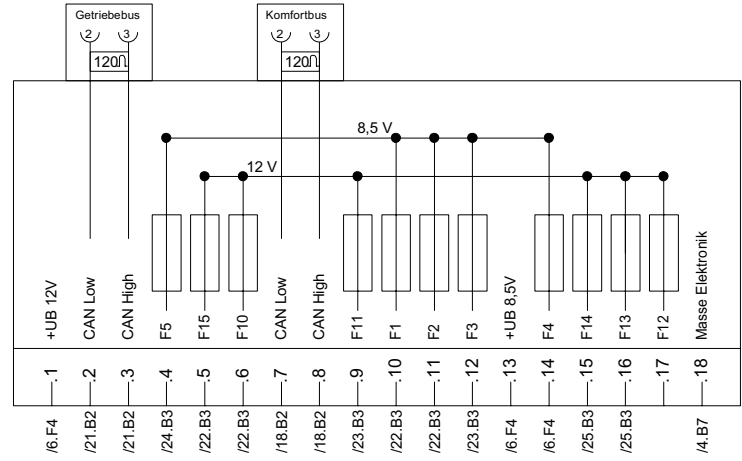 Getriebebus
Komfortbus
2 3
2 3
120Ω
120Ω
8,5 V
12 V
+UB 12V
CAN Low
CAN High
F5
F15
F10
CAN Low
CAN High
F11
F1
F2
F3
+UB 8,5V
F4
F14
F13
F12
Masse Elektronik
.1
.2
.3
.4
.5
.6
.7
.8
.9
.10
.11
.12
.13
.14
.15
.16
.17
.18
/6.F4
/21.B2
/21.B2
/24.B3
/22.B3
/22.B3
/18.B2
/18.B2
/23.B3
/22.B3
/22.B3
/23.B3
/6.F4
/6.F4
/25.B3
/25.B3
/4.B7